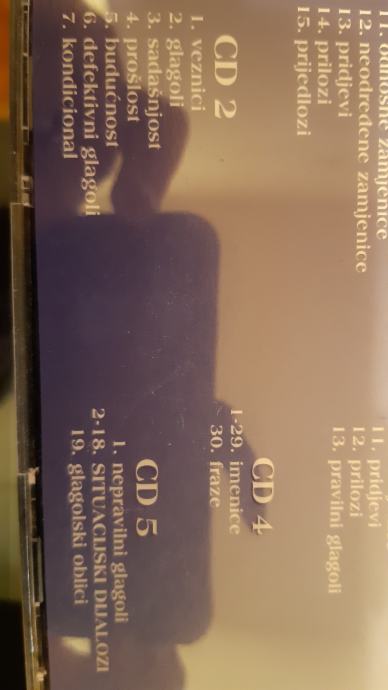 zamjenice
12. neodređene zamjenice
13. pridjevi
14. prilozi
15. prijedlozi
CD 2
1. veznici
2. glagoli
3. sadašnjost
4. prošlost
5. budućnost
6. defektivni glagoli
7. kondicional
11. pridjevi
12. prilozi
13. pravilni glagoli
CD 4
1-29. imenice
30. fraze
CD 5
1. nepravilni glagoli
2-18. SITUACIJSKI DIJALOZI
19. glagolski oblici